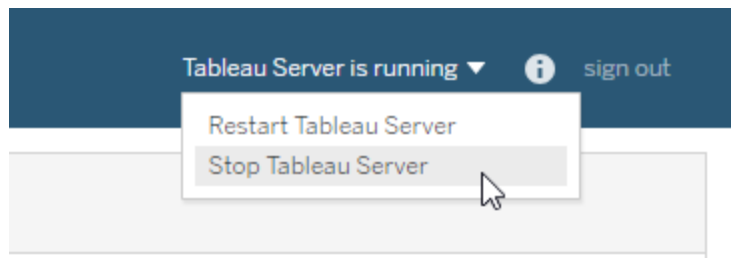 Tableau Server is running sign out
Restart Tableau Server
Stop Tableau Server